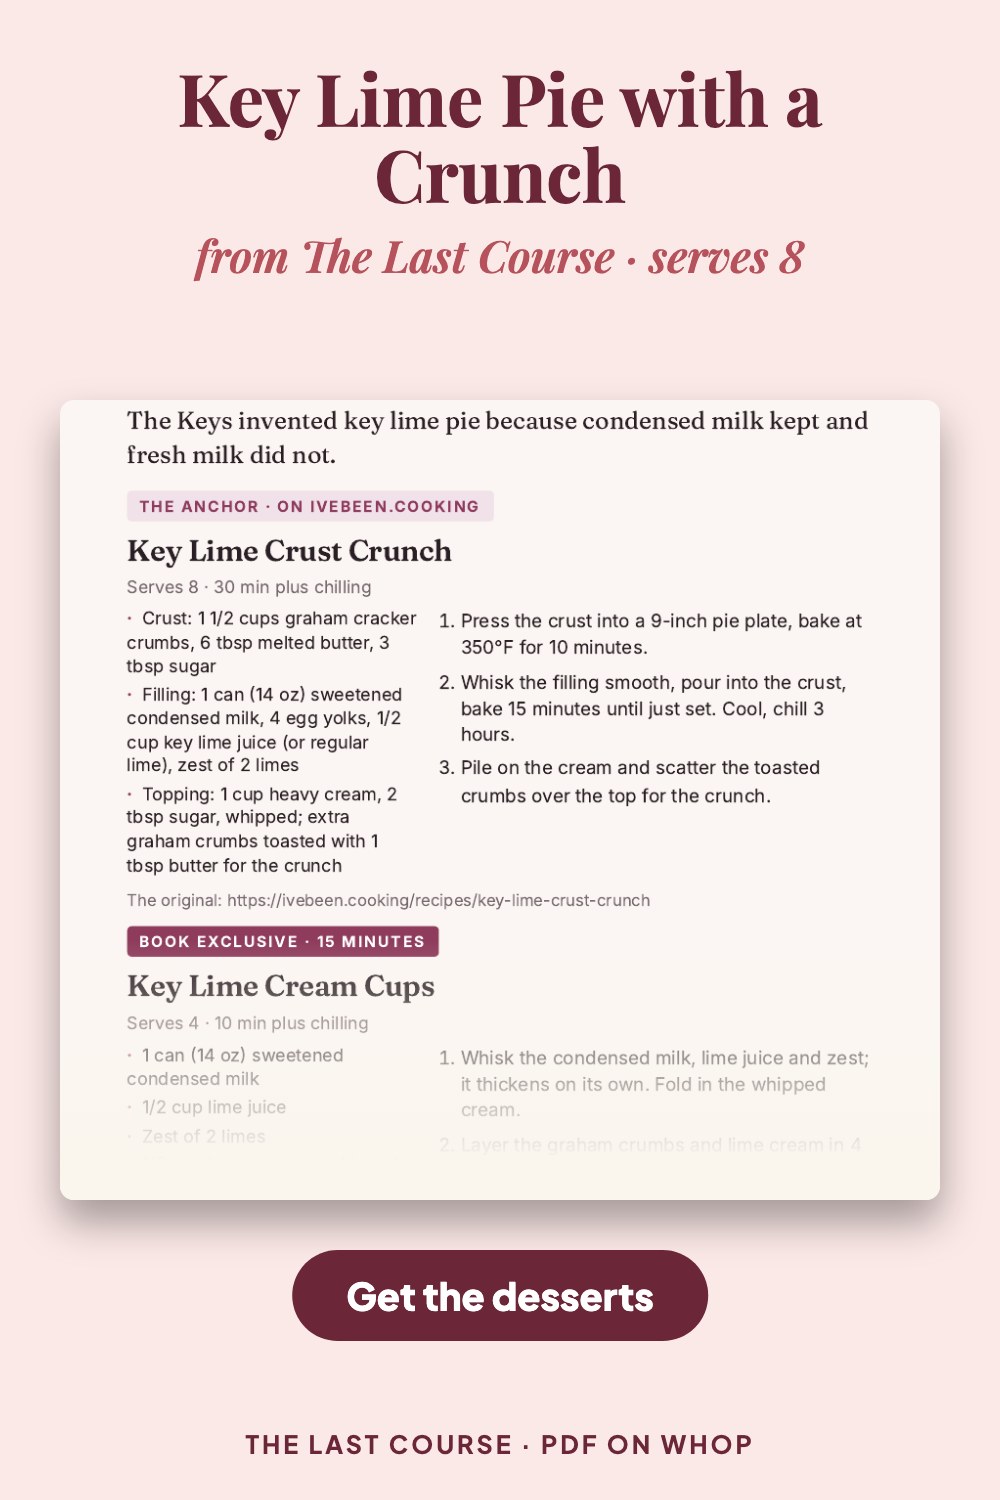 Key Lime Pie with a
Crunch
from The Last Course · serves 8
The Keys invented key lime pie because condensed milk kept and
fresh milk did not.
THE ANCHOR · ON IVEBEEN.COOKING
Key Lime Crust Crunch
Serves 8 · 30 min plus chilling
· Crust: 1 1/2 cups graham cracker
crumbs, 6 tbsp melted butter, 3
tbsp sugar
· Filling: 1 can (14 oz) sweetened
condensed milk, 4 egg yolks, 1/2
cup key lime juice (or regular
lime), zest of 2 limes
· Topping: 1 cup heavy cream, 2
tbsp sugar, whipped; extra
graham crumbs toasted with 1
tbsp butter for the crunch
1. Press the crust into a 9-inch pie plate, bake at
350°F for 10 minutes.
2. Whisk the filling smooth, pour into the crust,
bake 15 minutes until just set. Cool, chill 3
hours.
3. Pile on the cream and scatter the toasted
crumbs over the top for the crunch.
The original: https://ivebeen.cooking/recipes/key-lime-crust-crunch
BOOK EXCLUSIVE · 15 MINUTES
Key Lime Cream Cups
Serves 4 · 10 min plus chilling
· 1 can (14 oz) sweetened
condensed milk
· 1/2 cup lime juice
· Zest of 2 limes
1. Whisk the condensed milk, lime juice and zest;
it thickens on its own. Fold in the whipped
cream.
2. Layer the graham crumbs and lime cream in 4
Get the desserts
THE LAST COURSE · PDF ON WHOP